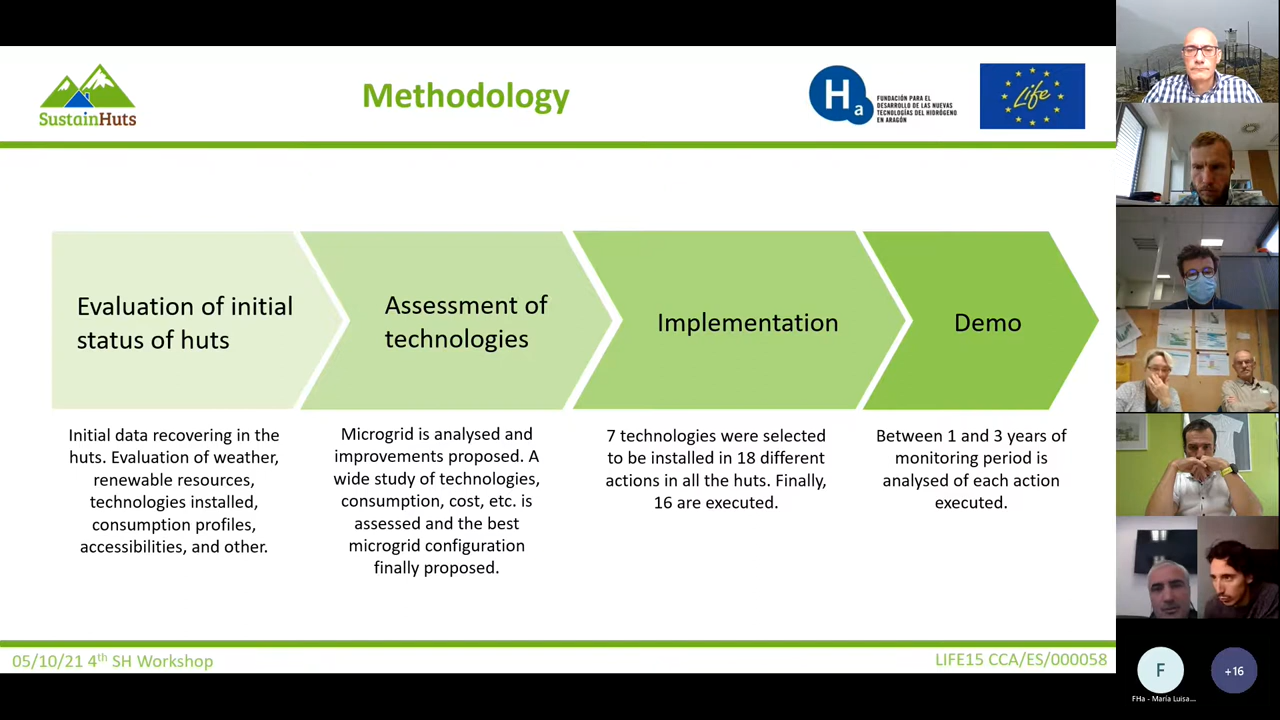 SustainHuts
Methodology
Ha
FUNDACIÓN PARA EL
DESARROLLO DE LAS NUEVAS
TECNOLOGÍAS DEL HIDRÓGENO
EN ARAGÓN
Life
Evaluation of initial
status of huts
Assessment of
technologies
Implementation
Demo
Initial data recovering in the
huts. Evaluation of weather,
renewable resources,
technologies installed,
consumption profiles,
accessibilities, and other.
Microgrid is analysed and
improvements proposed. A
wide study of technologies,
consumption, cost, etc. is
assessed and the best
microgrid configuration
finally proposed.
7 technologies were selected
to be installed in 18 different
actions in all the huts. Finally,
16 are executed.
Between 1 and 3 years of
monitoring period is
analysed of each action
executed.
05/10/21 4th SH Workshop
LIFE15 CCA/ES/000058
F
+16
FHa - María Luisa...